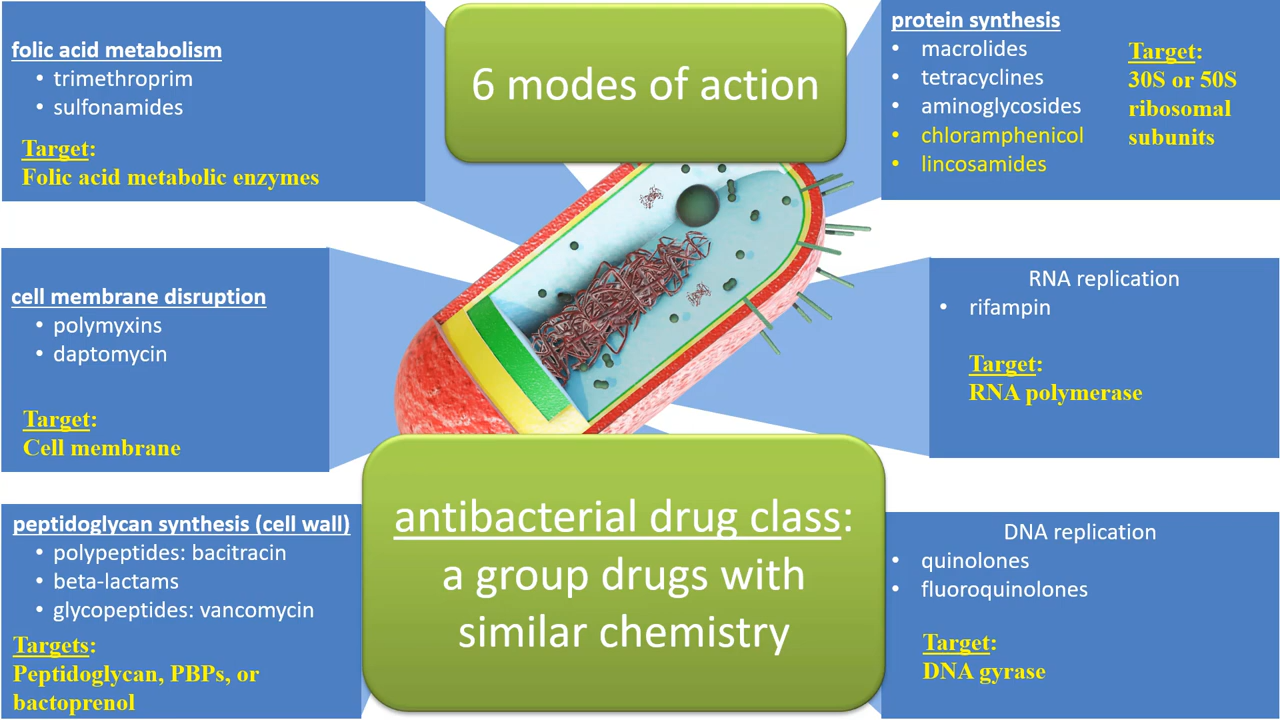 folic acid metabolism
• trimethroprim
• sulfonamides
Target:
Folic acid metabolic enzymes
6 modes of action
protein synthesis
• macrolides
• tetracyclines
• aminoglycosides
• chloramphenicol
• lincosamides
Target:
30S or 50S
ribosomal
subunits
cell membrane disruption
• polymyxins
• daptomycin
Target:
Cell membrane
RNA replication
• rifampin
Target:
RNA polymerase
peptidoglycan synthesis (cell wall)
• polypeptides: bacitracin
• beta-lactams
• glycopeptides: vancomycin
Targets:
Peptidoglycan, PBPs, or
bactoprenol
antibacterial drug class:
a group drugs with
similar chemistry
DNA replication
• quinolones
• fluoroquinolones
Target:
DNA gyrase